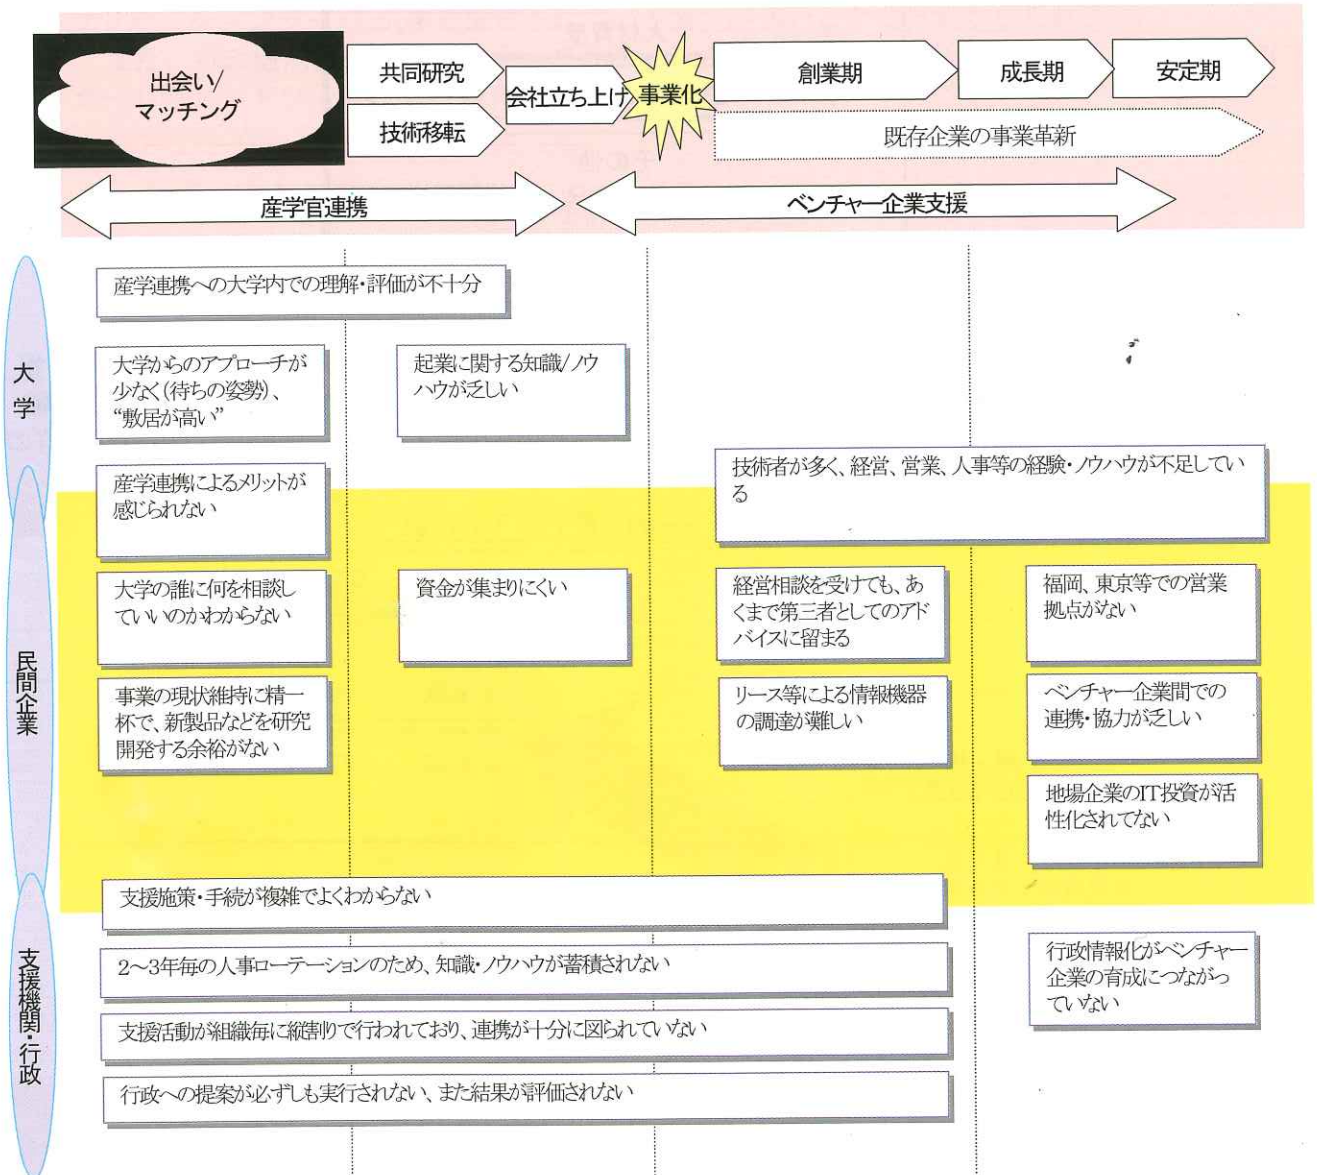 出会い/
マッチング
共同研究
技術移転
会社立ち上げ
事業化
創業期
成長期
安定期
既存企業の事業革新
産学官連携
ベンチャー企業支援
大学
産学連携への大学内での理解・評価が不十分
大学からのアプローチが
少なく(待ちの姿勢)、
“敷居が高い”
起業に関する知識/ノウ
ハウが乏しい
技術者が多く、経営、営業、人事等の経験・ノウハウが不足してい
る
民間企業
産学連携によるメリットが
感じられない
大学の誰に何を相談し
ていいのかわからない
資金が集まりにくい
経営相談を受けても、あ
くまで第三者としてのアド
バイスに留まる
福岡、東京等での営業
拠点がない
事業の現状維持に精一
杯で、新製品などを研究
開発する余裕がない
リース等による情報機器
の調達が難しい
ベンチャー企業間での
連携・協力が乏しい
地場企業のIT投資が活
性化されてない
支援機関・行政
支援施策・手続が複雑でよくわからない
2〜3年毎の人事ローテーションのため、知識・ノウハウが蓄積されない
行政情報化がベンチャー
企業の育成につながっ
ていない
支援活動が組織毎に縦割りで行われており、連携が十分に図られていない
行政への提案が必ずしも実行されない、また結果が評価されない